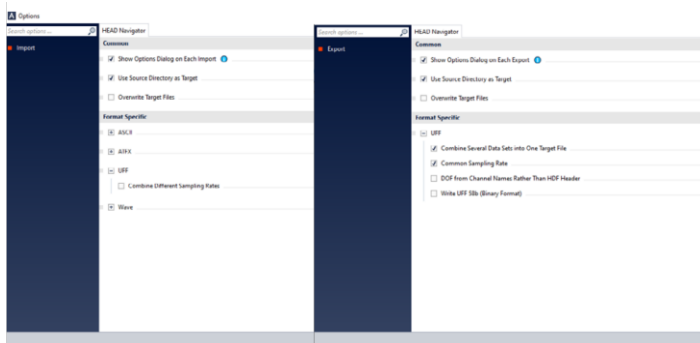 Options
Search options ...
Import
HEAD Navigator
Common
Show Options Dialog on Each Import
Use Source Directory as Target
Overwrite Target Files
Format Specific
ASCII
ATFX
UFF
Combine Different Sampling Rates
Wave
Search options ...
Export
HEAD Navigator
Common
Show Options Dialog on Each Export
Use Source Directory as Target
Overwrite Target Files
Format Specific
UFF
Combine Several Data Sets into One Target File
Common Sampling Rate
DOF from Channel Names Rather Than HDF Header
Write UFF 58b (Binary Format)